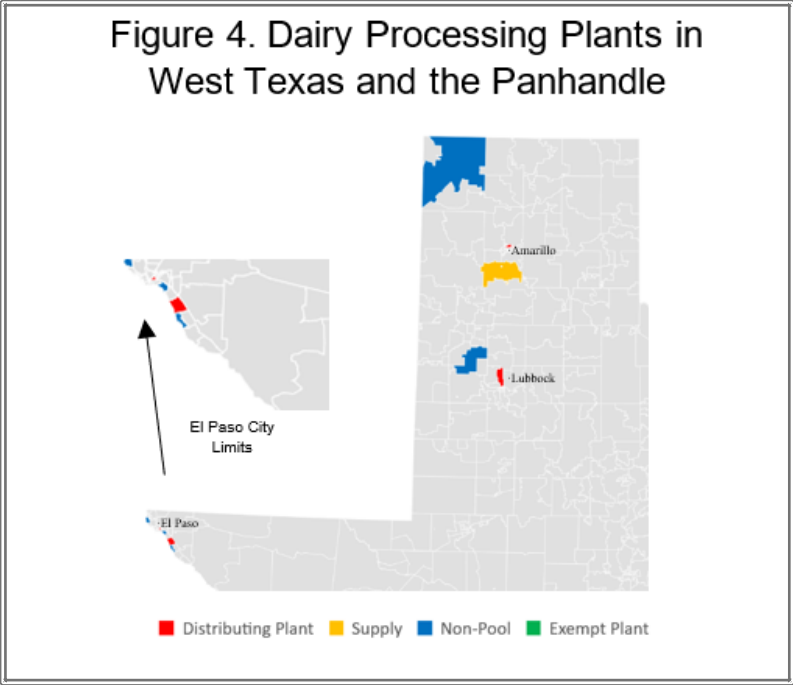 Figure 4. Dairy Processing Plants in
West Texas and the Panhandle
Amarillo
Lubbock
El Paso City
Limits
El Paso
Distributing Plant
Supply
Non-Pool
Exempt Plant